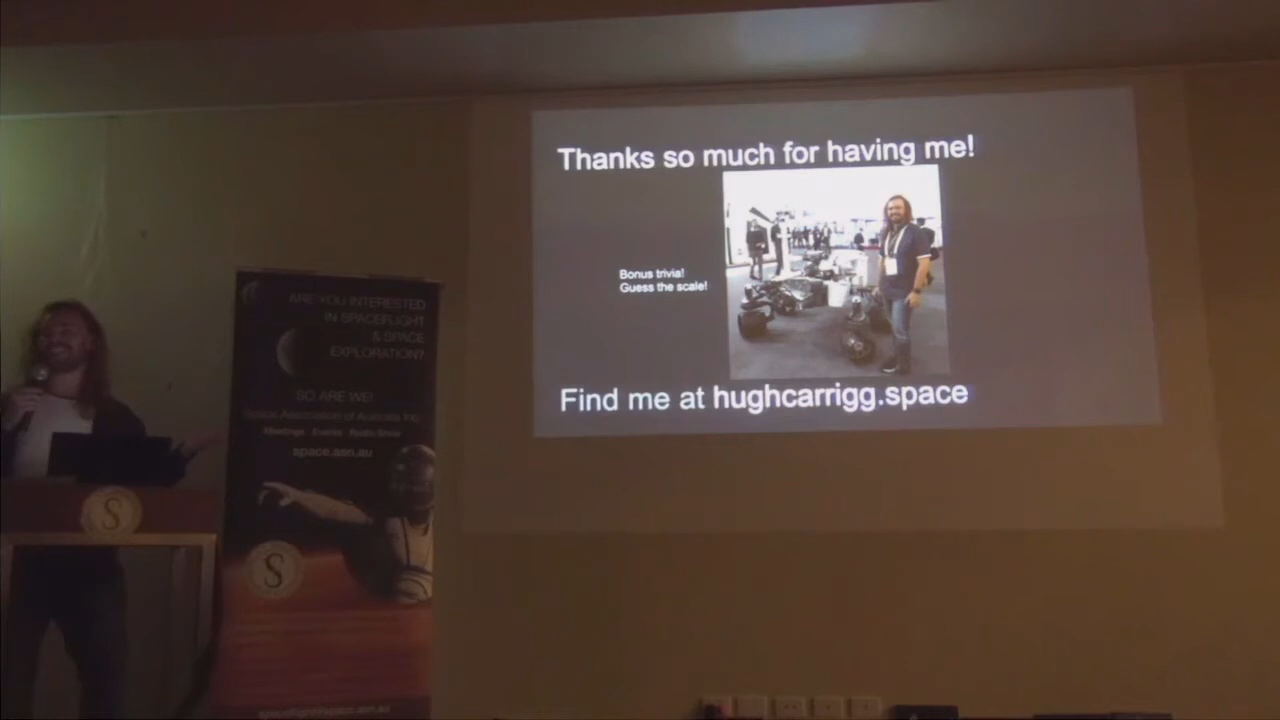 Thanks so much for having me!
Bonus trivia!
Guess the scale!
Find me at hughcarrigg.space
ARE YOU INTERESTED
IN SPACEFLIGHT
& SPACE
EXPLORATION?
SO ARE WE!
Space Association of Australia Inc.
Meetings Events Radio Show
space.asn.au
S
S